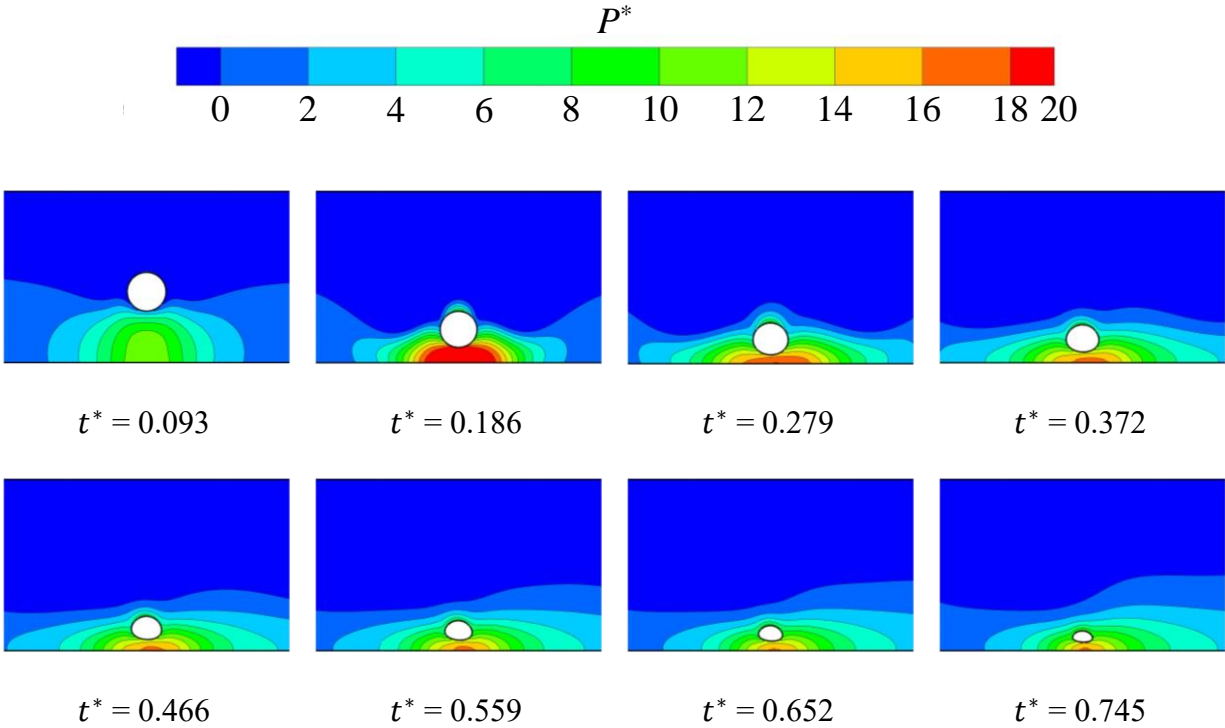 P*
0 2 4 6 8 10 12 14 16 18 20
t* = 0.093 t* = 0.186 t* = 0.279 t* = 0.372
t* = 0.466 t* = 0.559 t* = 0.652 t* = 0.745